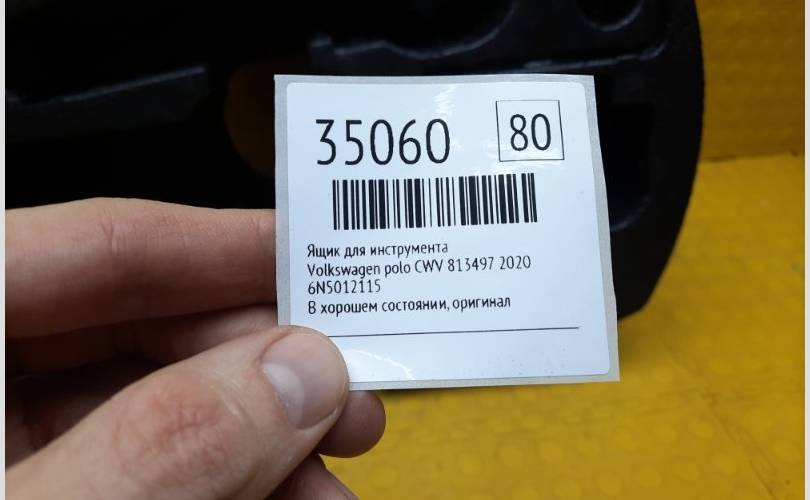 35060 80
Ящик для инструмента
Volkswagen polo CWV 813497 2020
6N5012115
В хорошем состоянии, оригинал